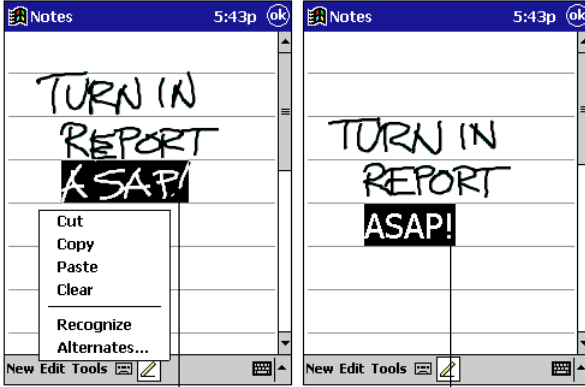 Notes 5:43p ok
TURN IN
REPORT
ASAP!
Cut
Copy
Paste
Clear
Recognize
Alternates...
New Edit Tools
Notes 5:43p ok
TURN IN
REPORT
ASAP!
New Edit Tools